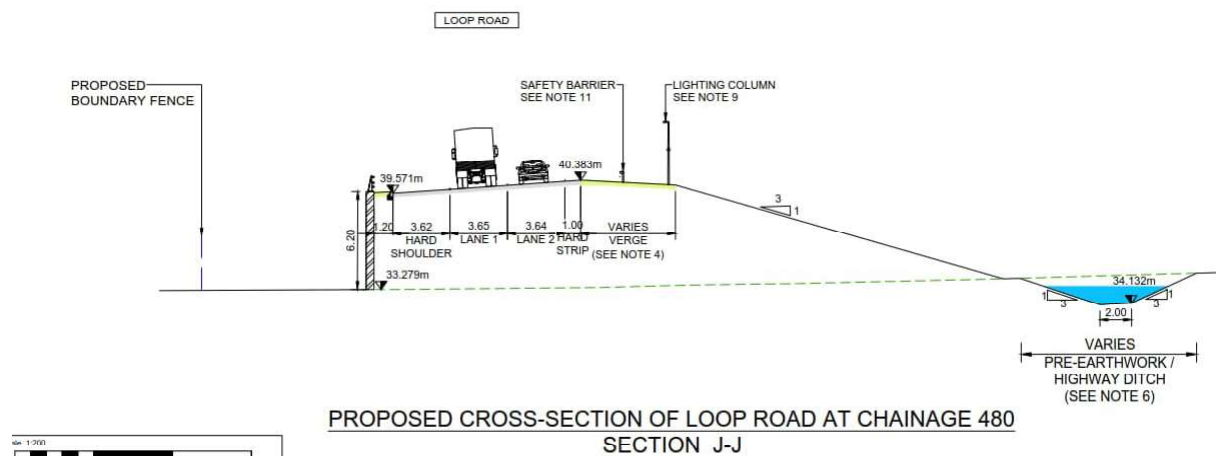 LOOP ROAD
PROPOSED
BOUNDARY FENCE
SAFETY BARRIER
SEE NOTE 11
LIGHTING COLUMN
SEE NOTE 9
39.571m
40.383m
3
1
1.20
3.62
3.65
3.64
1.00
VARIES
HARD
SHOULDER
LANE 1
LANE 2
HARD
STRIP
VERGE
(SEE NOTE 4)
6.20
33.279m
34.132m
1
3
2.00
3
1
VARIES
PRE-EARTHWORK /
HIGHWAY DITCH
(SEE NOTE 6)
PROPOSED CROSS-SECTION OF LOOP ROAD AT CHAINAGE 480
SECTION J-J
1:200